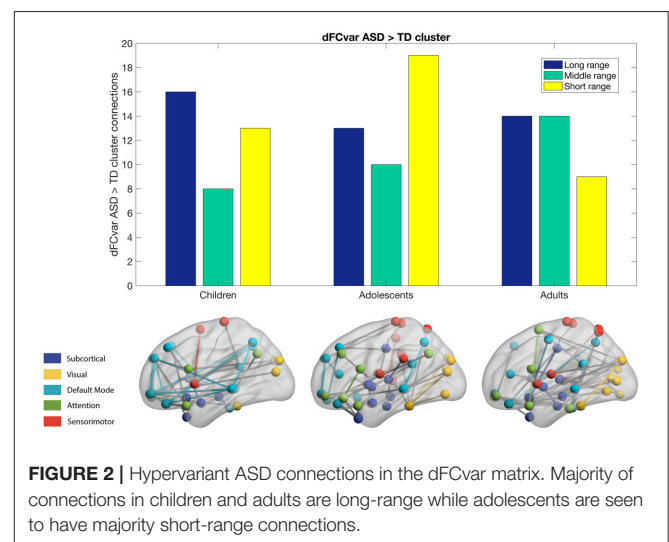 dFCvar ASD > TD cluster
dFCvar ASD > TD cluster connections
20
18
16
14
12
10
8
6
4
2
0
Long range
Middle range
Short range
Children
Adolescents
Adults
Subcortical
Visual
Default Mode
Attention
Sensorimotor
FIGURE 2 | Hypervariant ASD connections in the dFCvar matrix. Majority of
connections in children and adults are long-range while adolescents are seen
to have majority short-range connections.